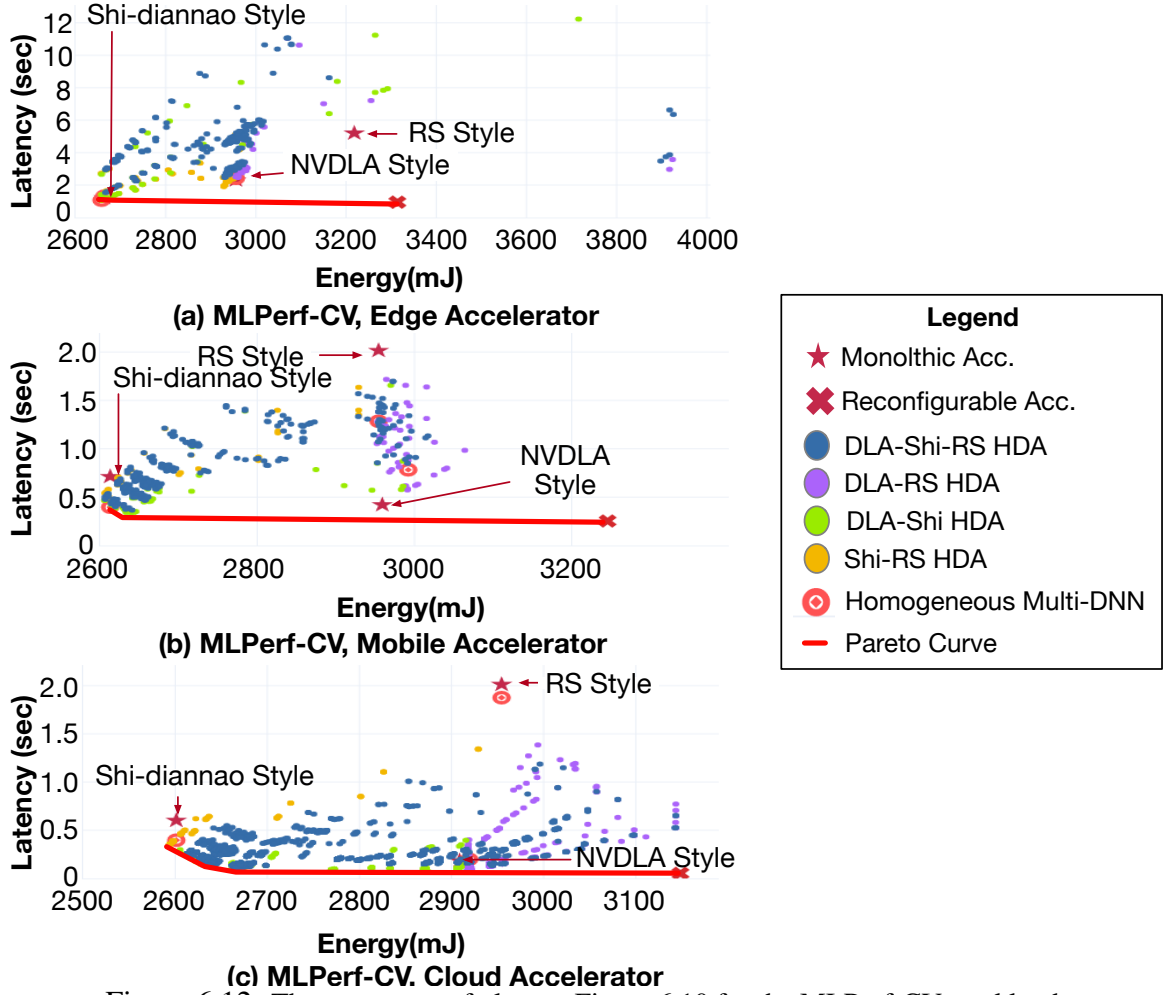 Shi-diannao Style
12
10
8
6
4
2
0
Latency (sec)
RS Style
NVDLA Style
2600 2800 3000 3200 3400 3600 3800 4000
Energy(mJ)
(a) MLPerf-CV, Edge Accelerator
2.0
1.5
1.0
0.5
0
Latency (sec)
RS Style
Shi-diannao Style
NVDLA
Style
2600 2800 3000 3200
Energy(mJ)
(b) MLPerf-CV, Mobile Accelerator
2.0
1.5
1.0
0.5
0
Latency (sec)
RS Style
Shi-diannao Style
NVDLA Style
2500 2600 2700 2800 2900 3000 3100
Energy(mJ)
(c) MLPerf-CV. Cloud Accelerator
Legend
Monolthic Acc.
Reconfigurable Acc.
DLA-Shi-RS HDA
DLA-RS HDA
DLA-Shi HDA
Shi-RS HDA
Homogeneous Multi-DNN
Pareto Curve